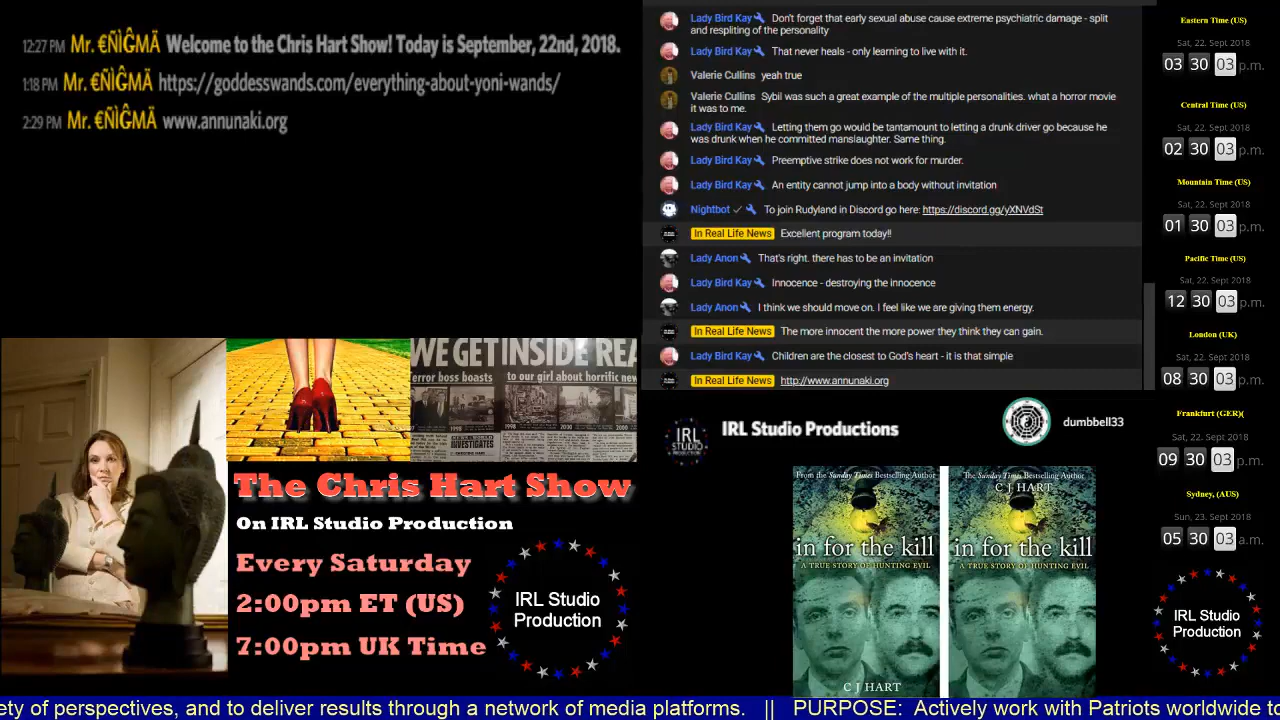 12:27 PM Mr. €ÑÌĜMÄ Welcome to the Chris Hart Show! Today is September, 22nd, 2018.
1:18 PM Mr. €ÑÌĜMÄ https://goddesswands.com/everything-about-yoni-wands/
2:29 PM Mr. €ÑÌĜMÄ www.annunaki.org
Lady Bird Kay Don't forget that early sexual abuse cause extreme psychiatric damage - split
and respliting of the personality
Lady Bird Kay That never heals - only learning to live with it.
Valerie Cullins yeah true
Valerie Cullins Sybil was such a great example of the multiple personalities. what a horror movie
it was to me.
Lady Bird Kay Letting them go would be tantamount to letting a drunk driver go because he
was drunk when he committed manslaughter. Same thing.
Lady Bird Kay Preemptive strike does not work for murder.
Lady Bird Kay An entity cannot jump into a body without invitation
Nightbot To join Rudyland in Discord go here: https://discord.gg/yXNVdSt
In Real Life News Excellent program today!!
Lady Anon That's right. there has to be an invitation
Lady Bird Kay Innocence - destroying the innocence
Lady Anon I think we should move on. I feel like we are giving them energy.
In Real Life News The more innocent the more power they think they can gain.
Lady Bird Kay Children are the closest to God's heart - it is that simple
In Real Life News http://www.annunaki.org
Eastern Time (US)
Sat, 22. Sept 2018
03 30 03 p.m.
Central Time (US)
Sat, 22. Sept 2018
02 30 03 p.m.
Mountain Time (US)
Sat, 22. Sept 2018
01 30 03 p.m.
Pacific Time (US)
Sat, 22. Sept 2018
12 30 03 p.m.
London (UK)
Sat, 22. Sept 2018
08 30 03 p.m.
Frankfurt (GER)(
Sat, 22. Sept 2018
09 30 03 p.m.
Sydney, (AUS)
Sun, 23. Sept 2018
05 30 03 a.m.
WE GET INSIDE REA
error boss boasts
to our girl about horrific new
1998
1998
2000
2000
INVESTIGATES
The Chris Hart Show
On IRL Studio Production
Every Saturday
2:00pm ET (US)
7:00pm UK Time
IRL Studio
Production
IRL
STUDIO
PRODUCTION
IRL Studio Productions
dumbbell33
From the Sunday Times Bestselling Author
in for the kill
A TRUE STORY OF HUNTING EVIL
C J HART
The Sunday Times Bestselling Author
C J HART
in for the kill
A TRUE STORY OF HUNTING EVIL
IRL Studio
Production
ety of perspectives, and to deliver results through a network of media platforms. || PURPOSE: Actively work with Patriots worldwide to